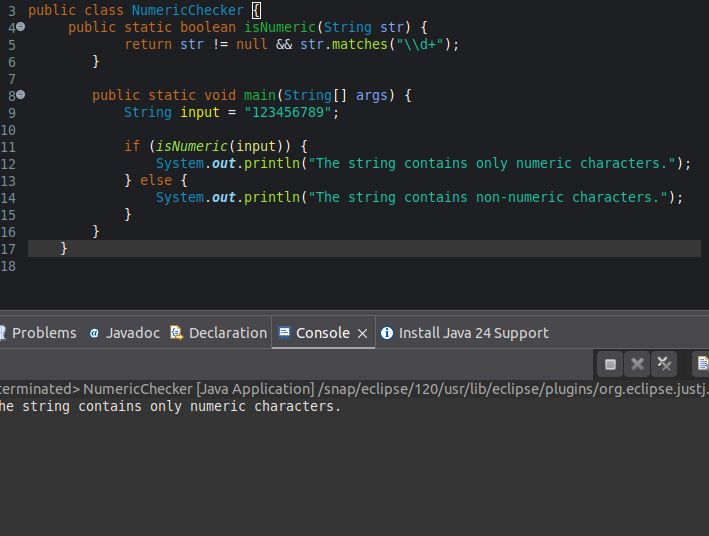 3 public class NumericChecker {
4 public static boolean isNumeric(String str) {
5 return str != null && str.matches("\\d+");
6 }
7
8 public static void main(String[] args) {
9 String input = "123456789";
10
11 if (isNumeric(input)) {
12 System.out.println("The string contains only numeric characters.");
13 } else {
14 System.out.println("The string contains non-numeric characters.");
15 }
16 }
17 }
18
Problems @ Javadoc Declaration Console Install Java 24 Support
terminated> NumericChecker [Java Application] /snap/eclipse/120/usr/lib/eclipse/plugins/org.eclipse.justj.
he string contains only numeric characters.